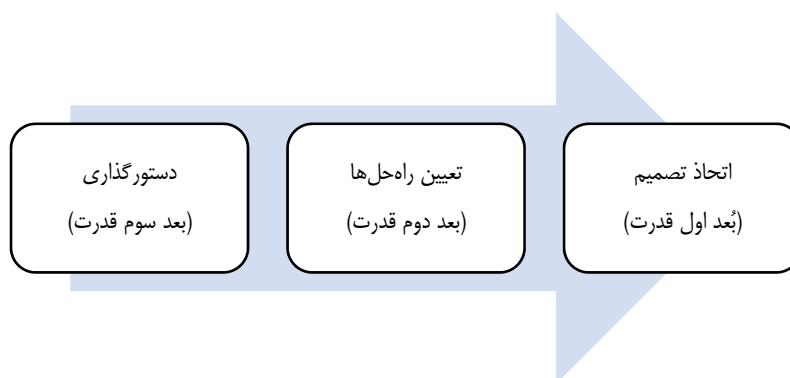 اتحاذ تصمیم
(بُعد اول قدرت)
تعیین راه‌حل‌ها
(بعد دوم قدرت)
دستورگذاری
(بعد سوم قدرت)